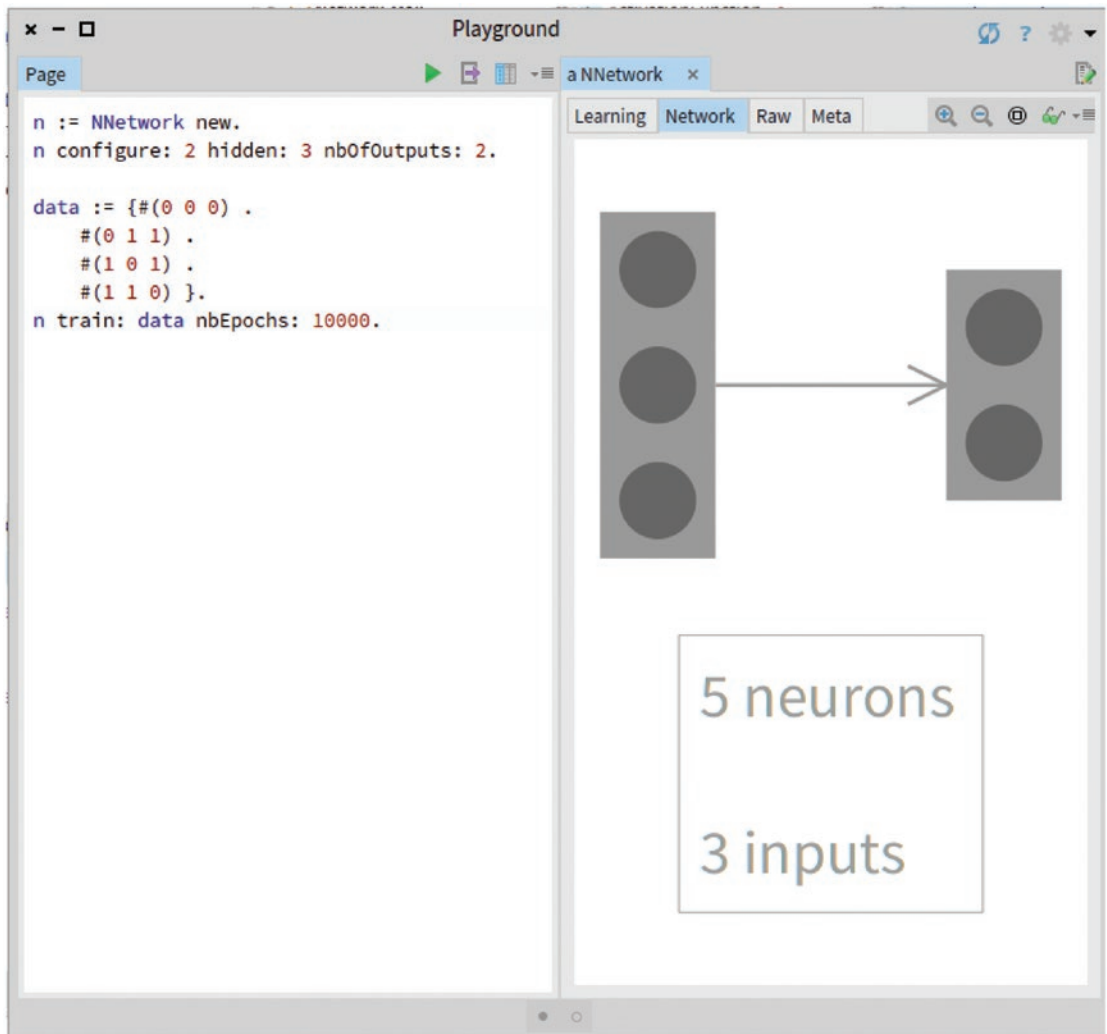 Playground
?
Page
a NNetwork ×
Learning Network Raw Meta
n := NNetwork new.
n configure: 2 hidden: 3 nbOfOutputs: 2.
data := {#(0 0 0) .
#(0 1 1) .
#(1 0 1) .
#(1 1 0) }.
n train: data nbEpochs: 10000.
5 neurons
3 inputs